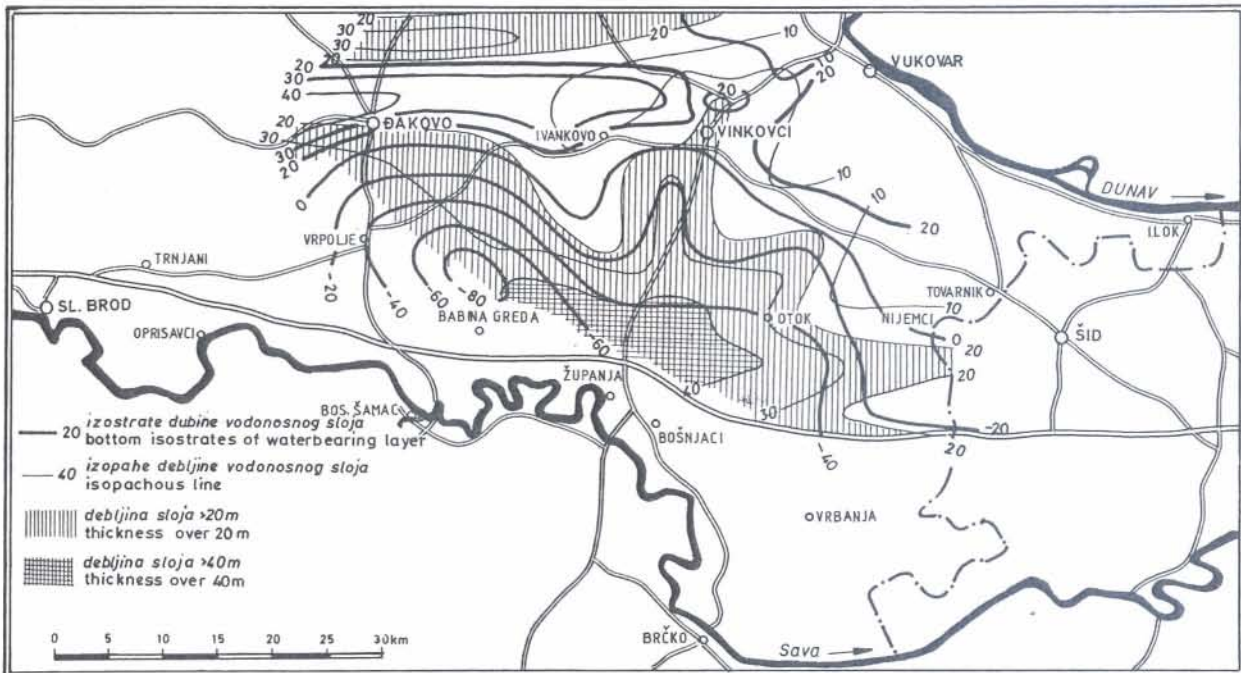 20
30
30
20
20
30
40
20
30
30
20
0
20
10
10
20
20
10
10
10
20
VUKOVAR
ĐAKOVO
IVANKOVO
VINKOVCI
DUNAV
ILOK
VRPOLJE
TRNJANI
SL. BROD
OPRISAVCI
-20
-40
-60
-80
BABINA GREDA
-60
OTOK
NIJEMCI
TOVARNIK
10
0
20
20
ŠID
ŽUPANJA
40
30
BOS. ŠAMAC
BOŠNJACI
-40
-20
20
VRBANJA
BRČKO
Sava
20 izostrate dubine vodonosnog sloja
bottom isostrates of waterbearing layer
40 izopahe debljine vodonosnog sloja
isopachous line
debljina sloja >20m
thickness over 20m
debljina sloja >40m
thickness over 40m
0 5 10 15 20 25 30km